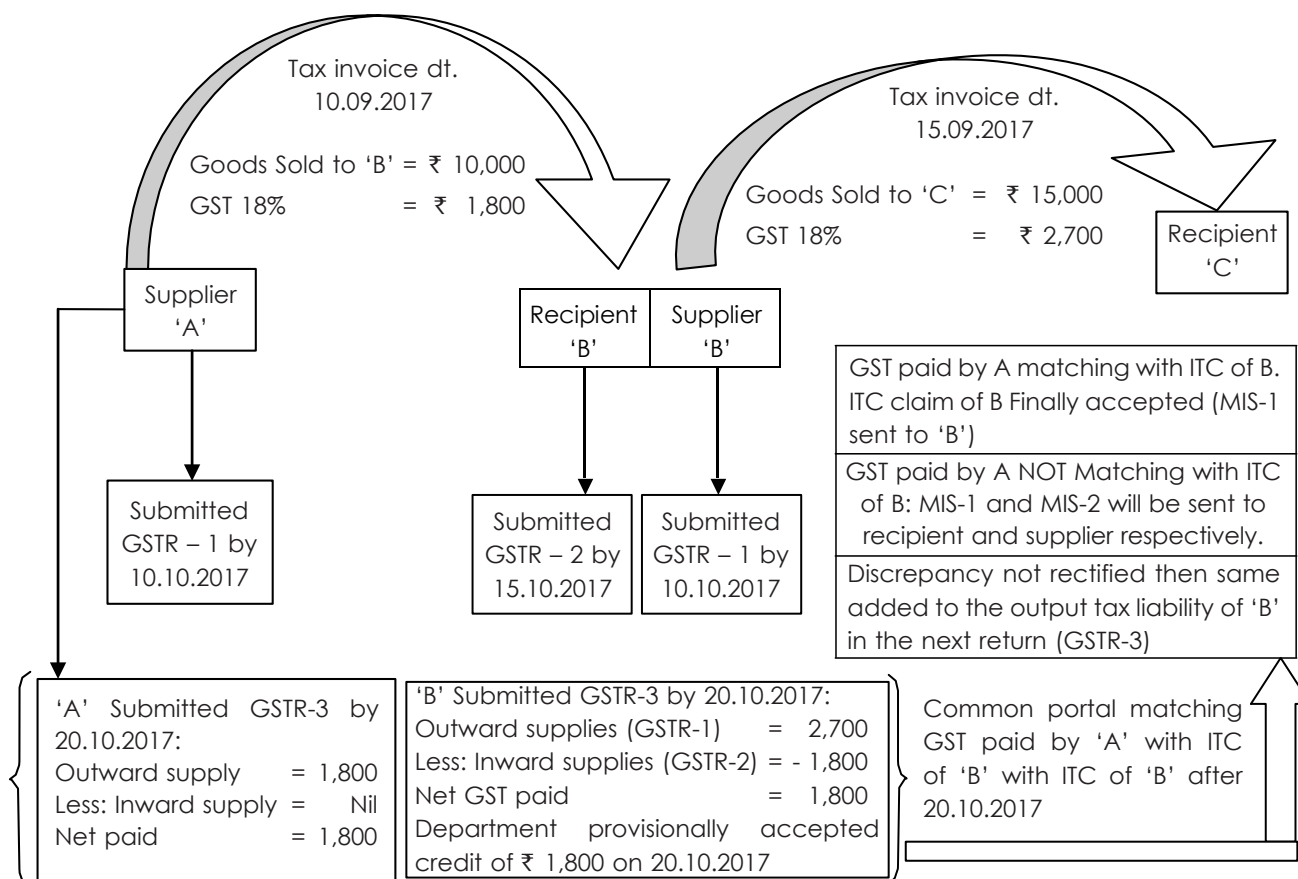 Tax invoice dt.
10.09.2017
Goods Sold to ‘B’ = ₹ 10,000
GST 18% = ₹ 1,800
Tax invoice dt.
15.09.2017
Goods Sold to ‘C’ = ₹ 15,000
GST 18% = ₹ 2,700
Recipient
‘C’
Supplier
‘A’
Recipient
‘B’
Supplier
‘B’
Submitted
GSTR – 1 by
10.10.2017
Submitted
GSTR – 2 by
15.10.2017
Submitted
GSTR – 1 by
10.10.2017
GST paid by A matching with ITC of B.
ITC claim of B Finally accepted (MIS-1
sent to ‘B’)
GST paid by A NOT Matching with ITC
of B: MIS-1 and MIS-2 will be sent to
recipient and supplier respectively.
Discrepancy not rectified then same
added to the output tax liability of ‘B’
in the next return (GSTR-3)
‘A’ Submitted GSTR-3 by
20.10.2017:
Outward supply = 1,800
Less: Inward supply = Nil
Net paid = 1,800
‘B’ Submitted GSTR-3 by 20.10.2017:
Outward supplies (GSTR-1) = 2,700
Less: Inward supplies (GSTR-2) = - 1,800
Net GST paid = 1,800
Department provisionally accepted
credit of ₹ 1,800 on 20.10.2017
Common portal matching
GST paid by ‘A’ with ITC
of ‘B’ with ITC of ‘B’ after
20.10.2017